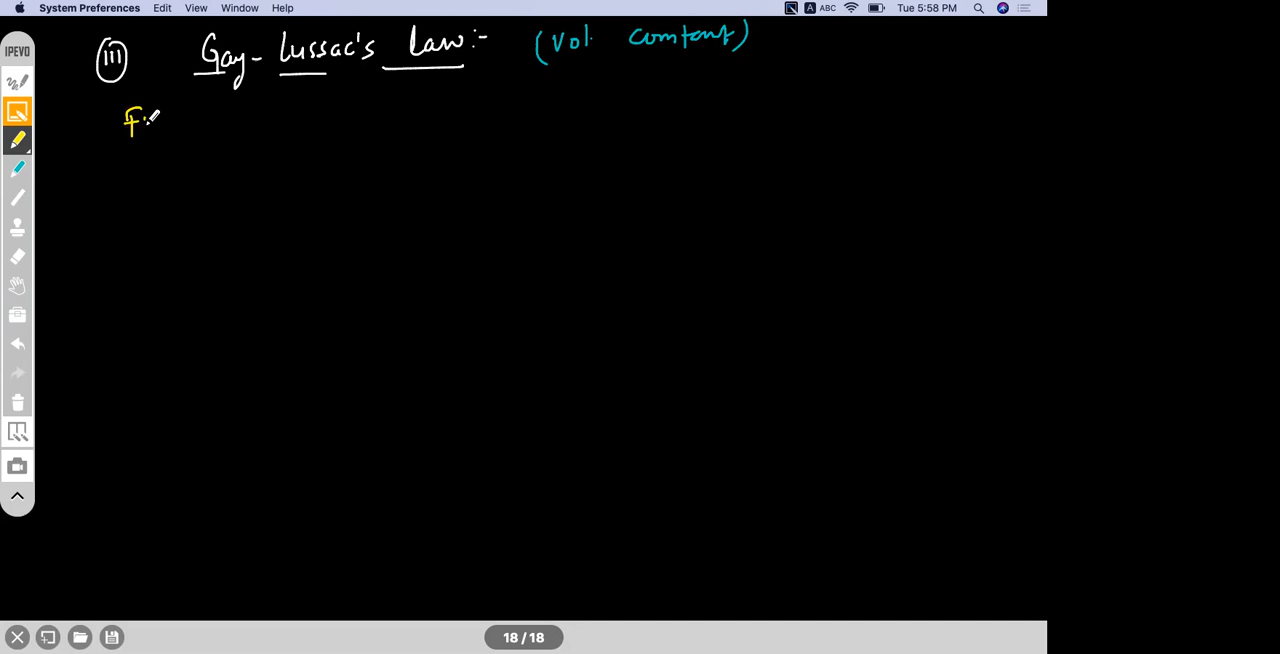 System Preferences Edit View Window Help A ABC Tue 5:58 PM
IPEVO
(iii) Gay-Lussac's Law:- (Vol. constant)
F
18 / 18